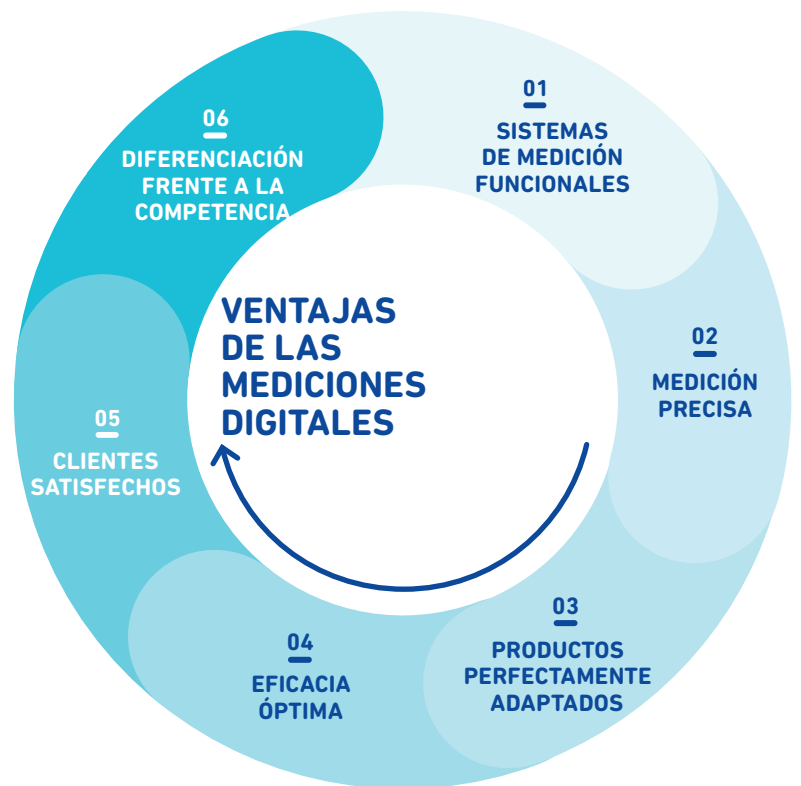 VENTAJAS
DE LAS
MEDICIONES
DIGITALES
01
SISTEMAS
DE MEDICIÓN
FUNCIONALES
02
MEDICIÓN
PRECISA
03
PRODUCTOS
PERFECTAMENTE
ADAPTADOS
04
EFICACIA
ÓPTIMA
05
CLIENTES
SATISFECHOS
06
DIFERENCIACIÓN
FRENTE A LA
COMPETENCIA